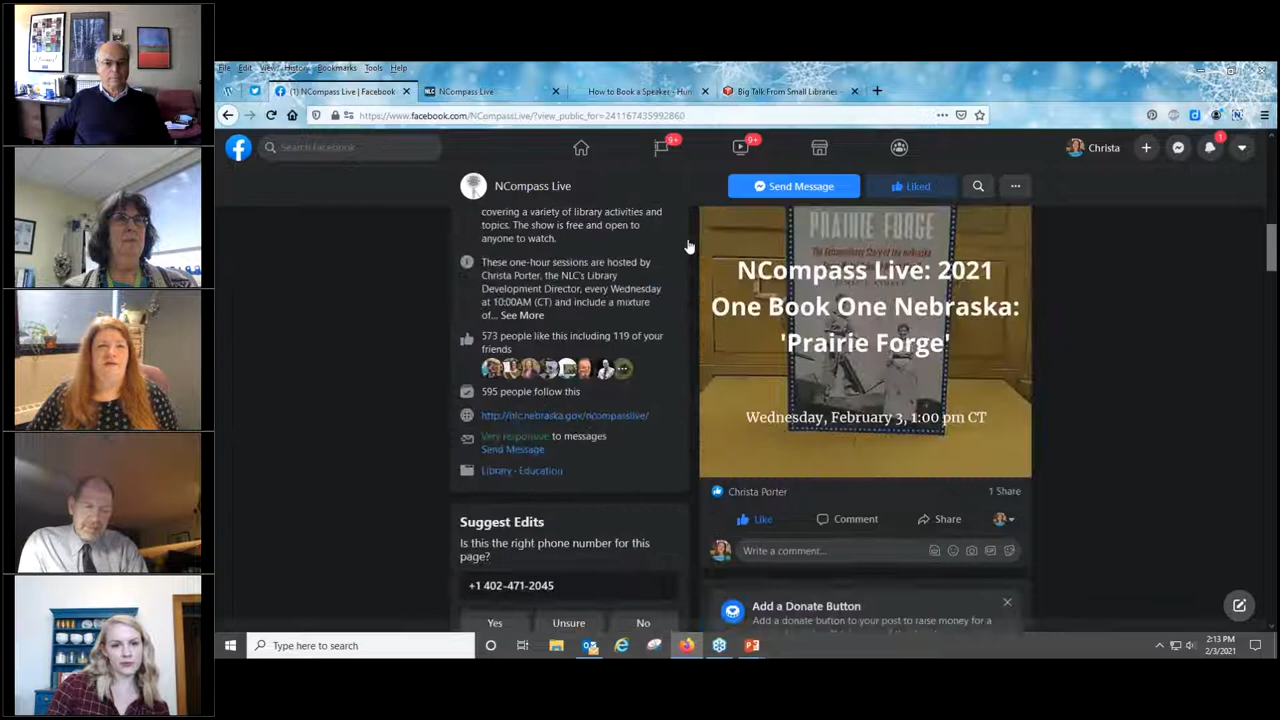 File Edit View History Bookmarks Tools Help
(1) NCompass Live | Facebook
NCompass Live
How to Book a Speaker - Hum
Big Talk From Small Libraries -
https://www.facebook.com/NCompassLive/?view_public_for=241167435992860
Search Facebook
9+
9+
Christa
1
NCompass Live
Send Message
Liked
covering a variety of library activities and
topics. The show is free and open to
anyone to watch.
These one-hour sessions are hosted by
Christa Porter, the NLC's Library
Development Director, every Wednesday
at 10:00AM (CT) and include a mixture
of... See More
573 people like this including 119 of your
friends
595 people follow this
http://nlc.nebraska.gov/ncompasslive/
Very responsive to messages
Send Message
Library · Education
Suggest Edits
Is this the right phone number for this
page?
+1 402-471-2045
Yes
Unsure
No
PRAIRIE FORGE
The Extraordinary Story of the Nebraska
NCompass Live: 2021
One Book One Nebraska:
'Prairie Forge'
Wednesday, February 3, 1:00 pm CT
Christa Porter
1 Share
Like
Comment
Share
Write a comment...
Add a Donate Button
Add a donate button to your post to raise money for a
Type here to search
2:13 PM
2/3/2021